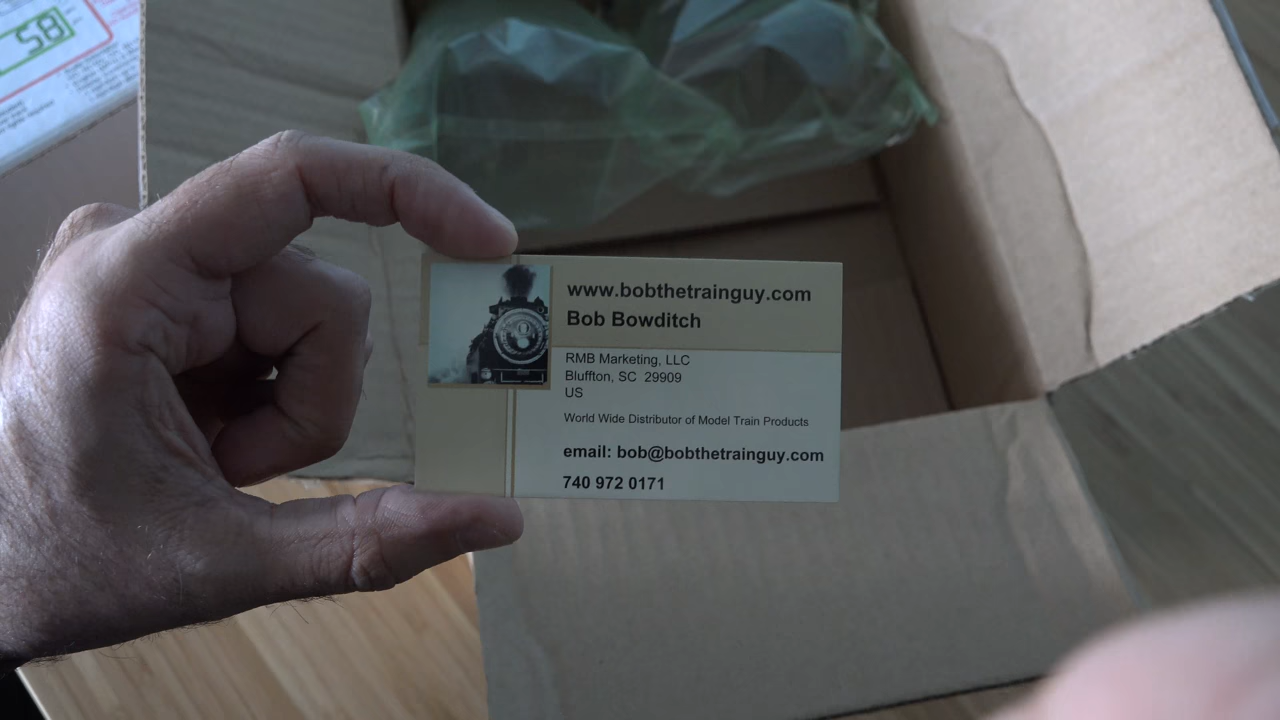 58
www.bobthetrainguy.com
Bob Bowditch
RMB Marketing, LLC
Bluffton, SC 29909
US
World Wide Distributor of Model Train Products
email: bob@bobthetrainguy.com
740 972 0171